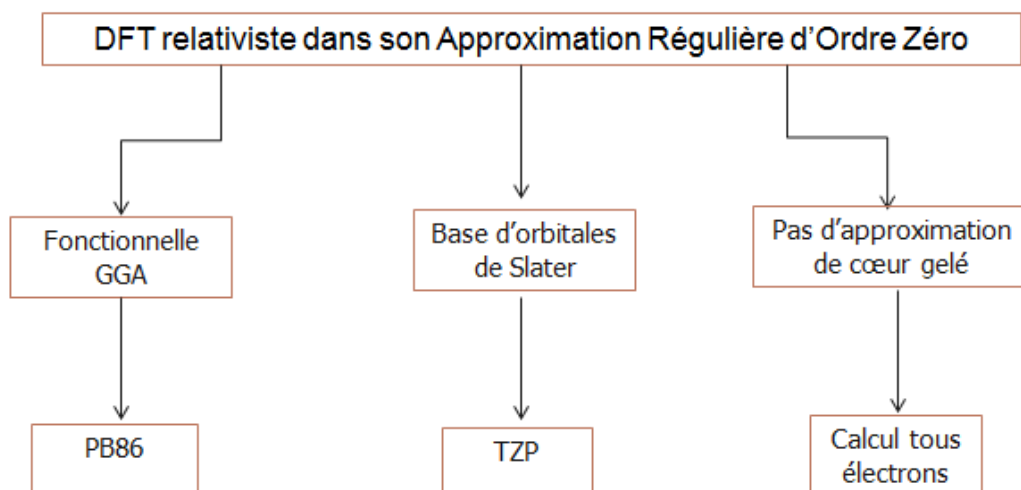 DFT relativiste dans son Approximation Régulière d'Ordre Zéro
Fonctionnelle
GGA
Base d'orbitales
de Slater
Pas d'approximation
de cœur gelé
PB86
TZP
Calcul tous
électrons